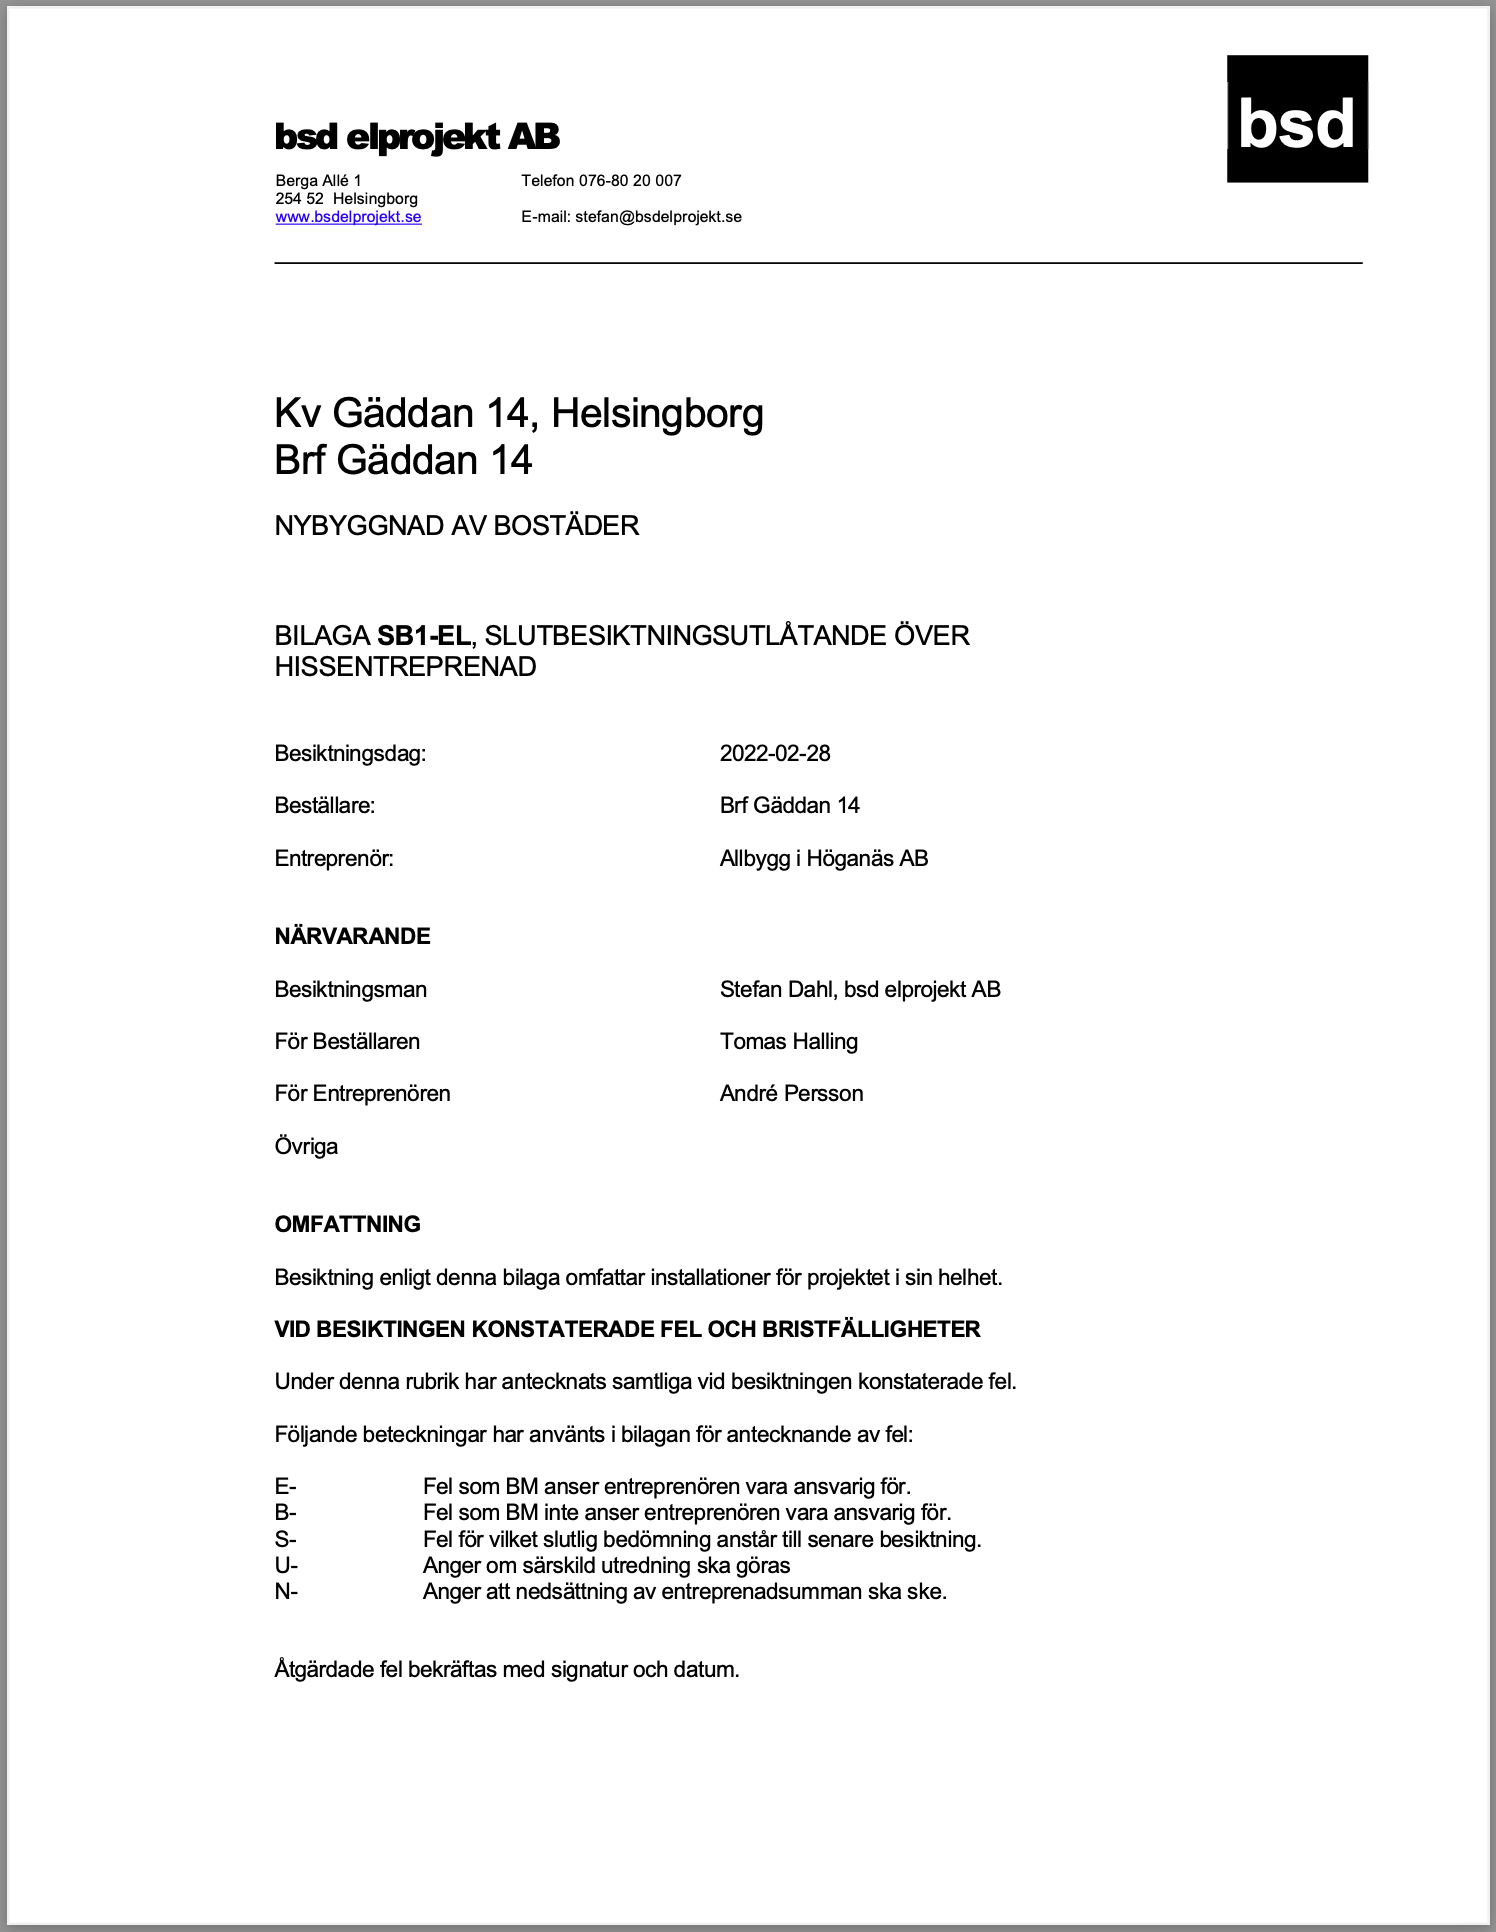 bsd
bsd elprojekt AB
Berga Allé 1 Telefon 076-80 20 007
254 52 Helsingborg
www.bsdelprojekt.se E-mail: stefan@bsdelprojekt.se
Kv Gäddan 14, Helsingborg
Brf Gäddan 14
NYBYGGNAD AV BOSTÄDER
BILAGA SB1-EL, SLUTBESIKTNINGSUTLÅTANDE ÖVER
HISSENTREPRENAD
Besiktningsdag: 2022-02-28
Beställare: Brf Gäddan 14
Entreprenör: Allbygg i Höganäs AB
NÄRVARANDE
Besiktningsman Stefan Dahl, bsd elprojekt AB
För Beställaren Tomas Halling
För Entreprenören André Persson
Övriga
OMFATTNING
Besiktning enligt denna bilaga omfattar installationer för projektet i sin helhet.
VID BESIKTINGEN KONSTATERADE FEL OCH BRISTFÄLLIGHETER
Under denna rubrik har antecknats samtliga vid besiktningen konstaterade fel.
Följande beteckningar har använts i bilagan för antecknande av fel:
E- Fel som BM anser entreprenören vara ansvarig för.
B- Fel som BM inte anser entreprenören vara ansvarig för.
S- Fel för vilket slutlig bedömning anstår till senare besiktning.
U- Anger om särskild utredning ska göras
N- Anger att nedsättning av entreprenadsumman ska ske.
Åtgärdade fel bekräftas med signatur och datum.